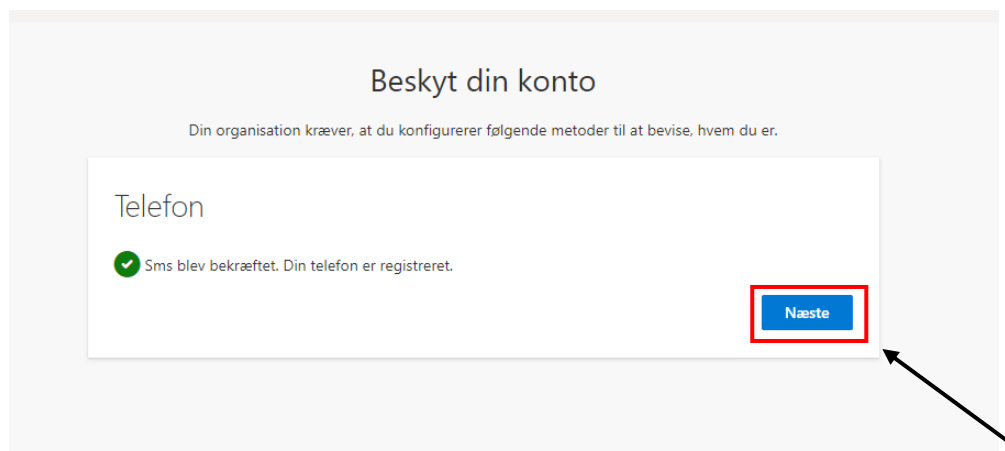 Beskyt din konto
Din organisation kræver, at du konfigurerer følgende metoder til at bevise, hvem du er.
Telefon
Sms blev bekræftet. Din telefon er registreret.
Næste